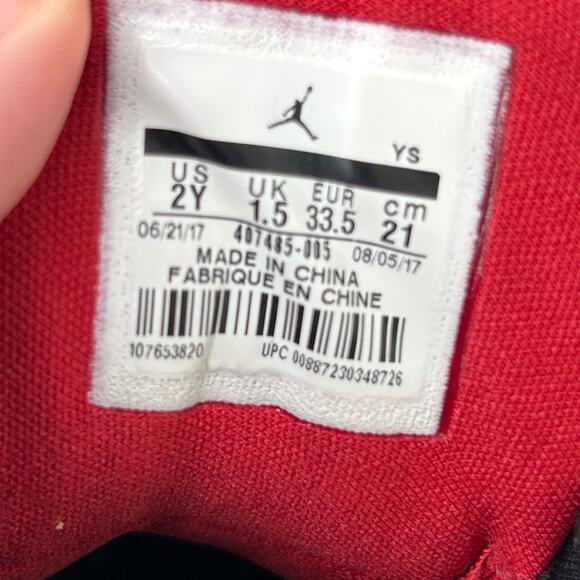 YS
US UK EUR cm
2Y 1.5 33.5 21
06/21/17 407485-005 08/05/17
MADE IN CHINA
FABRIQUE EN CHINE
107653820 UPC 00887230348726